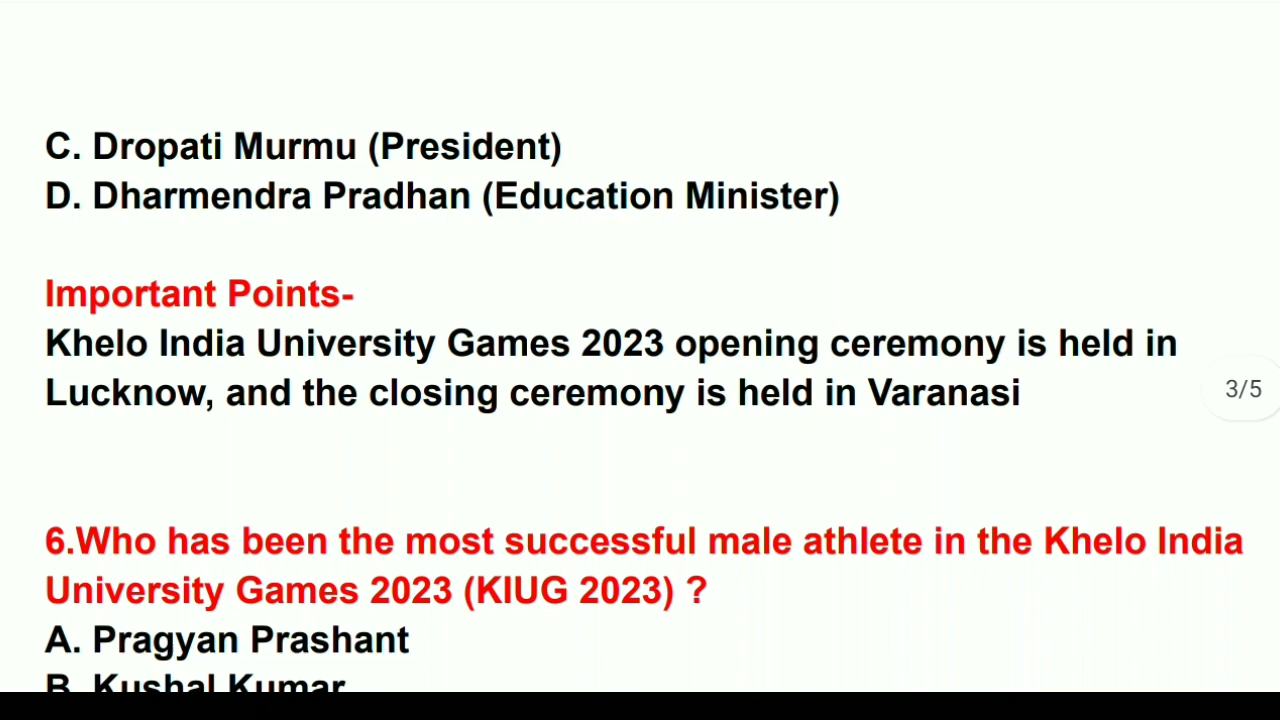 C. Dropati Murmu (President)
D. Dharmendra Pradhan (Education Minister)
Important Points-
Khelo India University Games 2023 opening ceremony is held in
Lucknow, and the closing ceremony is held in Varanasi
3/5
6.Who has been the most successful male athlete in the Khelo India
University Games 2023 (KIUG 2023) ?
A. Pragyan Prashant
B. Kushal Kumar